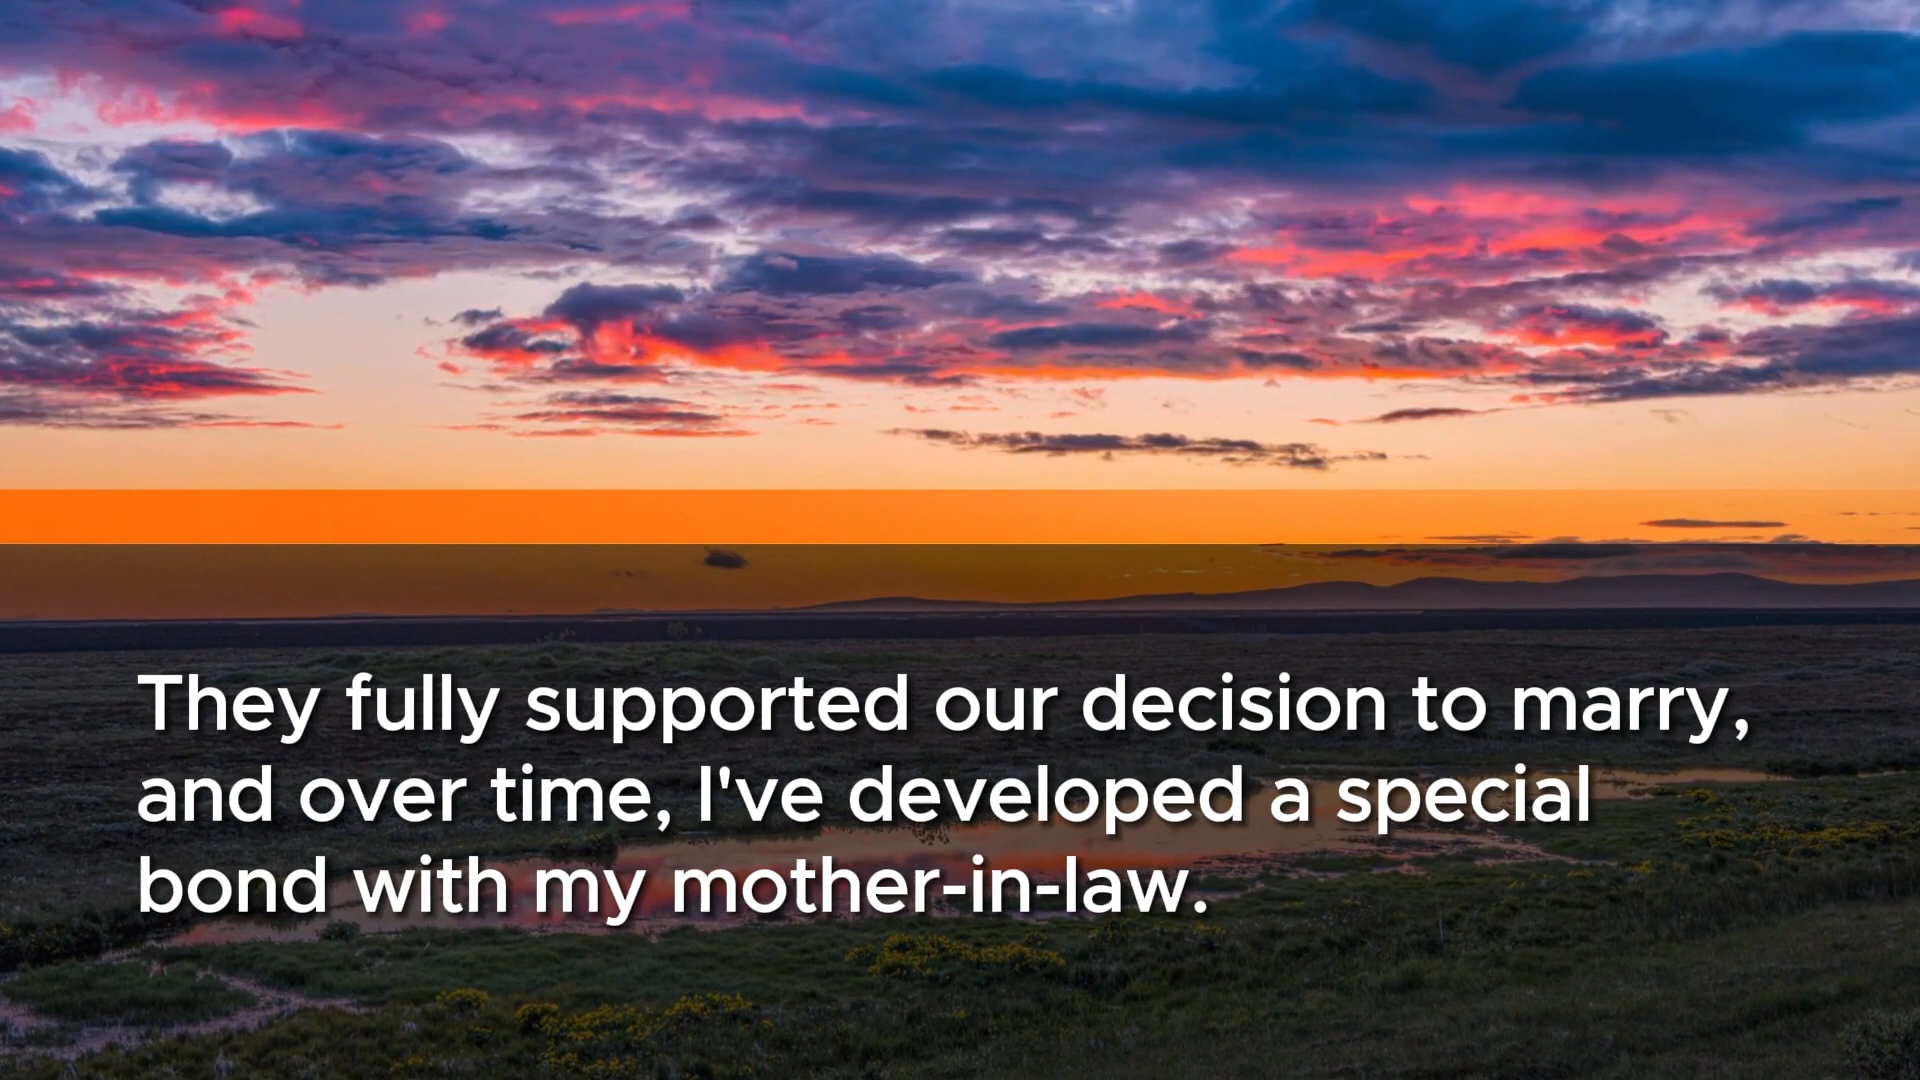 They fully supported our decision to marry,
and over time, I've developed a special
bond with my mother-in-law.